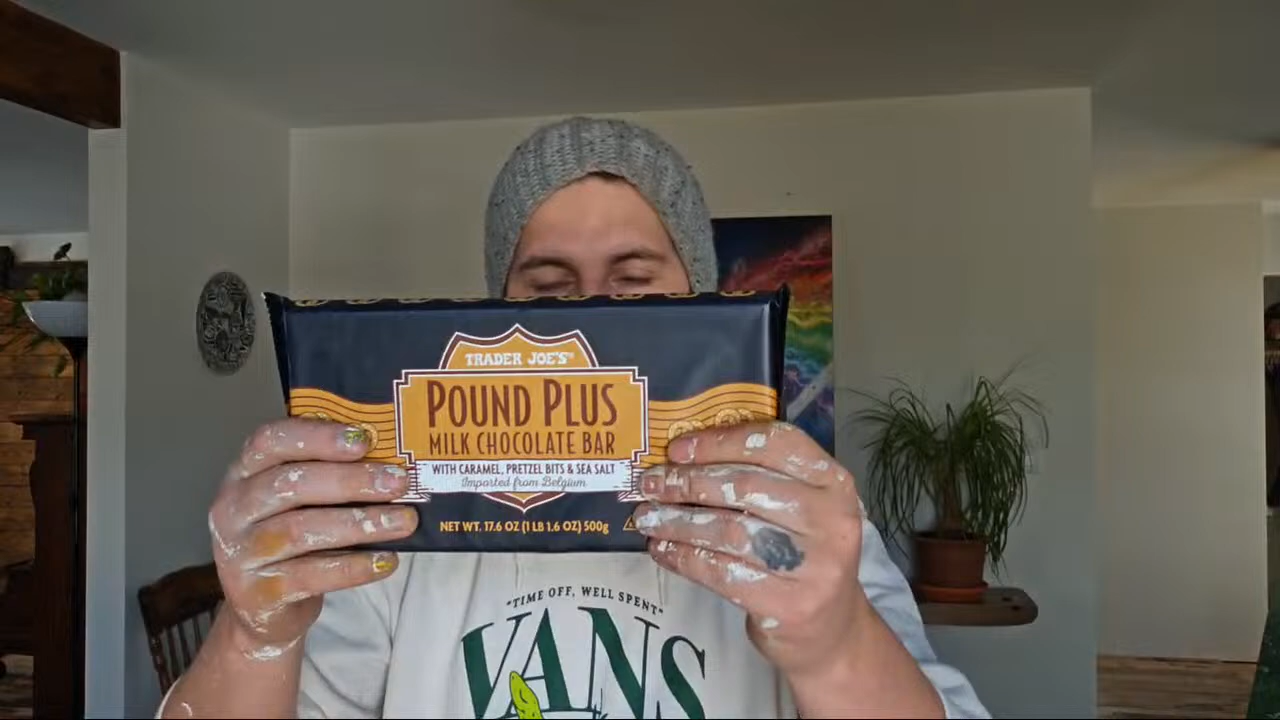 TRADER JOE'S®
POUND PLUS
MILK CHOCOLATE BAR
WITH CARAMEL, PRETZEL BITS & SEA SALT
Imported from Belgium
NET WT. 17.6 OZ (1 LB 1.6 OZ) 500g
"TIME OFF, WELL SPENT"
VANS